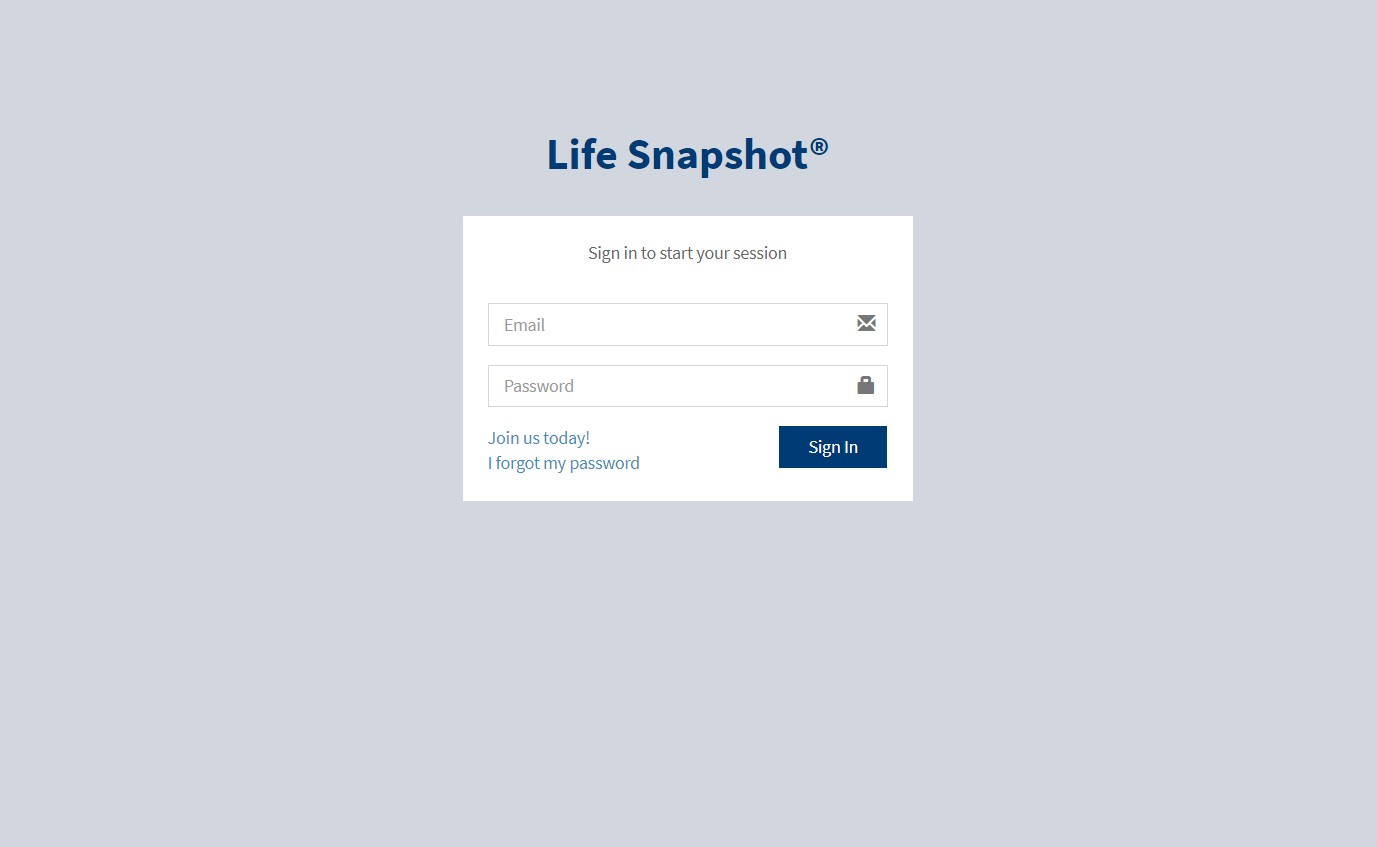 Life Snapshot®
Sign in to start your session
Email
Password
Join us today!
Sign In
I forgot my password